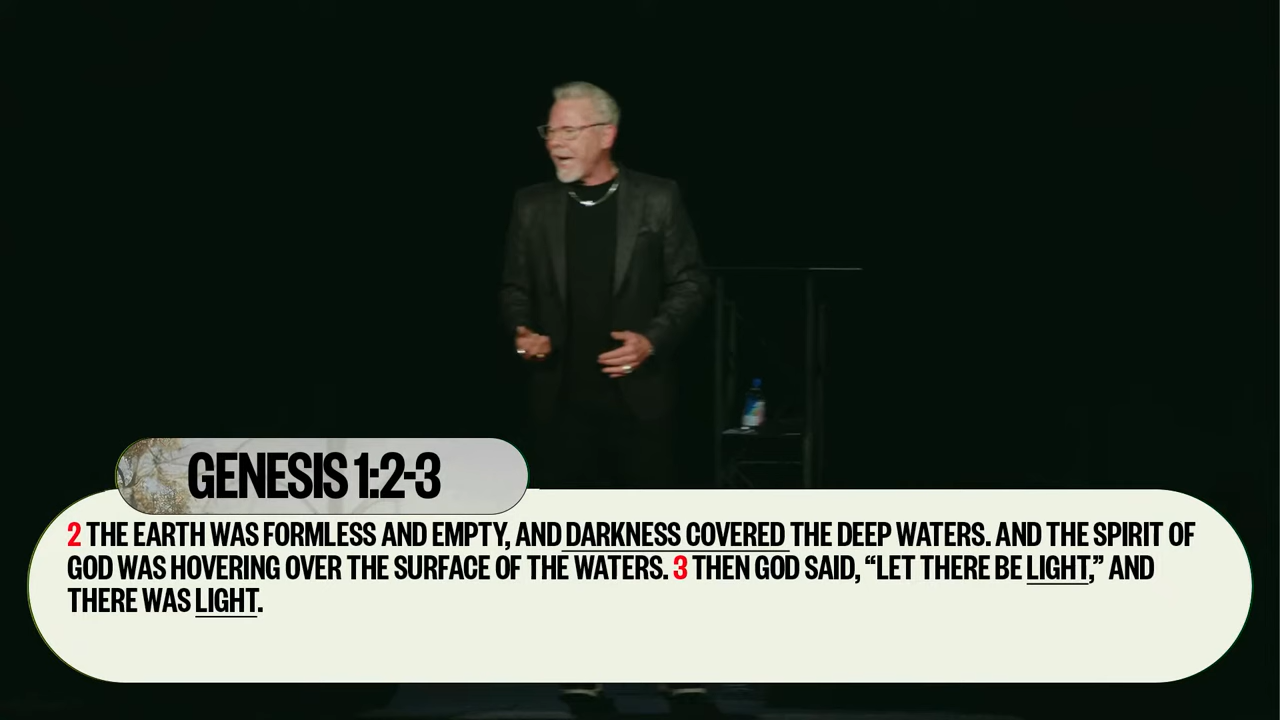 GENESIS 1:2-3
2 THE EARTH WAS FORMLESS AND EMPTY, AND DARKNESS COVERED THE DEEP WATERS. AND THE SPIRIT OF
GOD WAS HOVERING OVER THE SURFACE OF THE WATERS. 3 THEN GOD SAID, “LET THERE BE LIGHT,” AND
THERE WAS LIGHT.